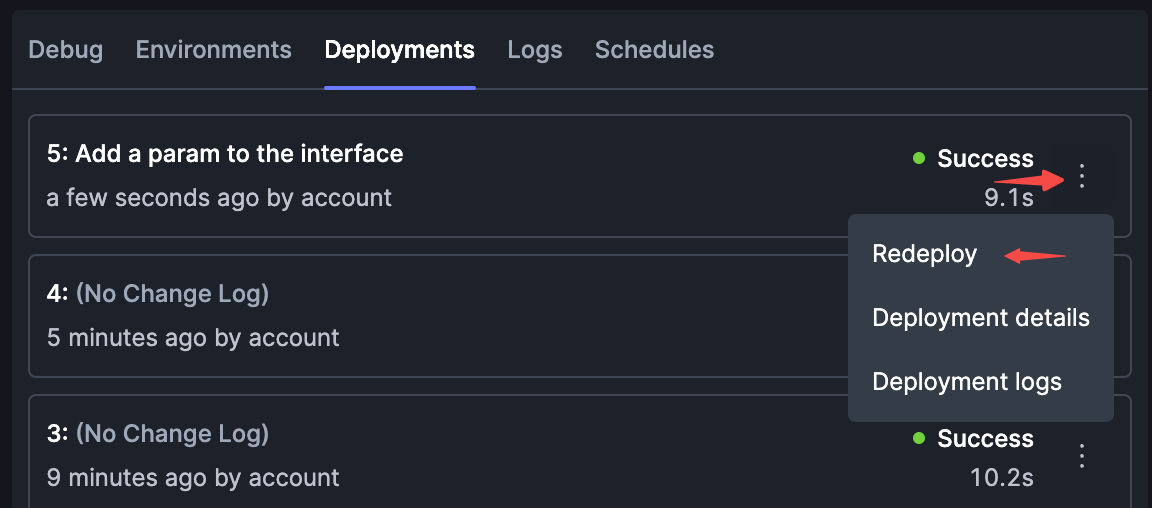 Debug Environments Deployments Logs Schedules
5: Add a param to the interface
Success
a few seconds ago by account
9.1s
Redeploy
Deployment details
Deployment logs
4: (No Change Log)
5 minutes ago by account
3: (No Change Log)
Success
9 minutes ago by account
10.2s